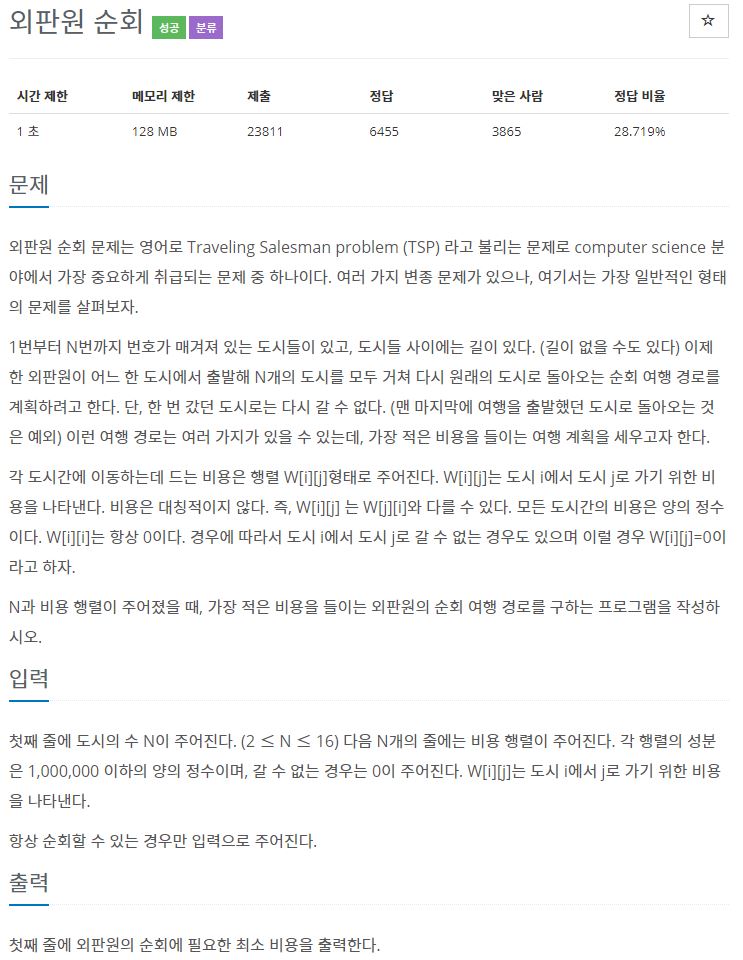 외판원 순회 성공 분류
시간 제한 메모리 제한 제출 정답 맞은 사람 정답 비율
1 초 128 MB 23811 6455 3865 28.719%
문제
외판원 순회 문제는 영어로 Traveling Salesman problem (TSP) 라고 불리는 문제로 computer science 분
야에서 가장 중요하게 취급되는 문제 중 하나이다. 여러 가지 변종 문제가 있으나, 여기서는 가장 일반적인 형태
의 문제를 살펴보자.
1번부터 N번까지 번호가 매겨져 있는 도시들이 있고, 도시들 사이에는 길이 있다. (길이 없을 수도 있다) 이제
한 외판원이 어느 한 도시에서 출발해 N개의 도시를 모두 거쳐 다시 원래의 도시로 돌아오는 순회 여행 경로를
계획하려고 한다. 단, 한 번 갔던 도시로는 다시 갈 수 없다. (맨 마지막에 여행을 출발했던 도시로 돌아오는 것
은 예외) 이런 여행 경로는 여러 가지가 있을 수 있는데, 가장 적은 비용을 들이는 여행 계획을 세우고자 한다.
각 도시간에 이동하는데 드는 비용은 행렬 W[i][j]형태로 주어진다. W[i][j]는 도시 i에서 도시 j로 가기 위한 비
용을 나타낸다. 비용은 대칭적이지 않다. 즉, W[i][j] 는 W[j][i]와 다를 수 있다. 모든 도시간의 비용은 양의 정수
이다. W[i][i]는 항상 0이다. 경우에 따라서 도시 i에서 도시 j로 갈 수 없는 경우도 있으며 이럴 경우 W[i][j]=0이
라고 하자.
N과 비용 행렬이 주어졌을 때, 가장 적은 비용을 들이는 외판원의 순회 여행 경로를 구하는 프로그램을 작성하
시오.
입력
첫째 줄에 도시의 수 N이 주어진다. (2 ≤ N ≤ 16) 다음 N개의 줄에는 비용 행렬이 주어진다. 각 행렬의 성분
은 1,000,000 이하의 양의 정수이며, 갈 수 없는 경우는 0이 주어진다. W[i][j]는 도시 i에서 j로 가기 위한 비용
을 나타낸다.
항상 순회할 수 있는 경우만 입력으로 주어진다.
출력
첫째 줄에 외판원의 순회에 필요한 최소 비용을 출력한다.